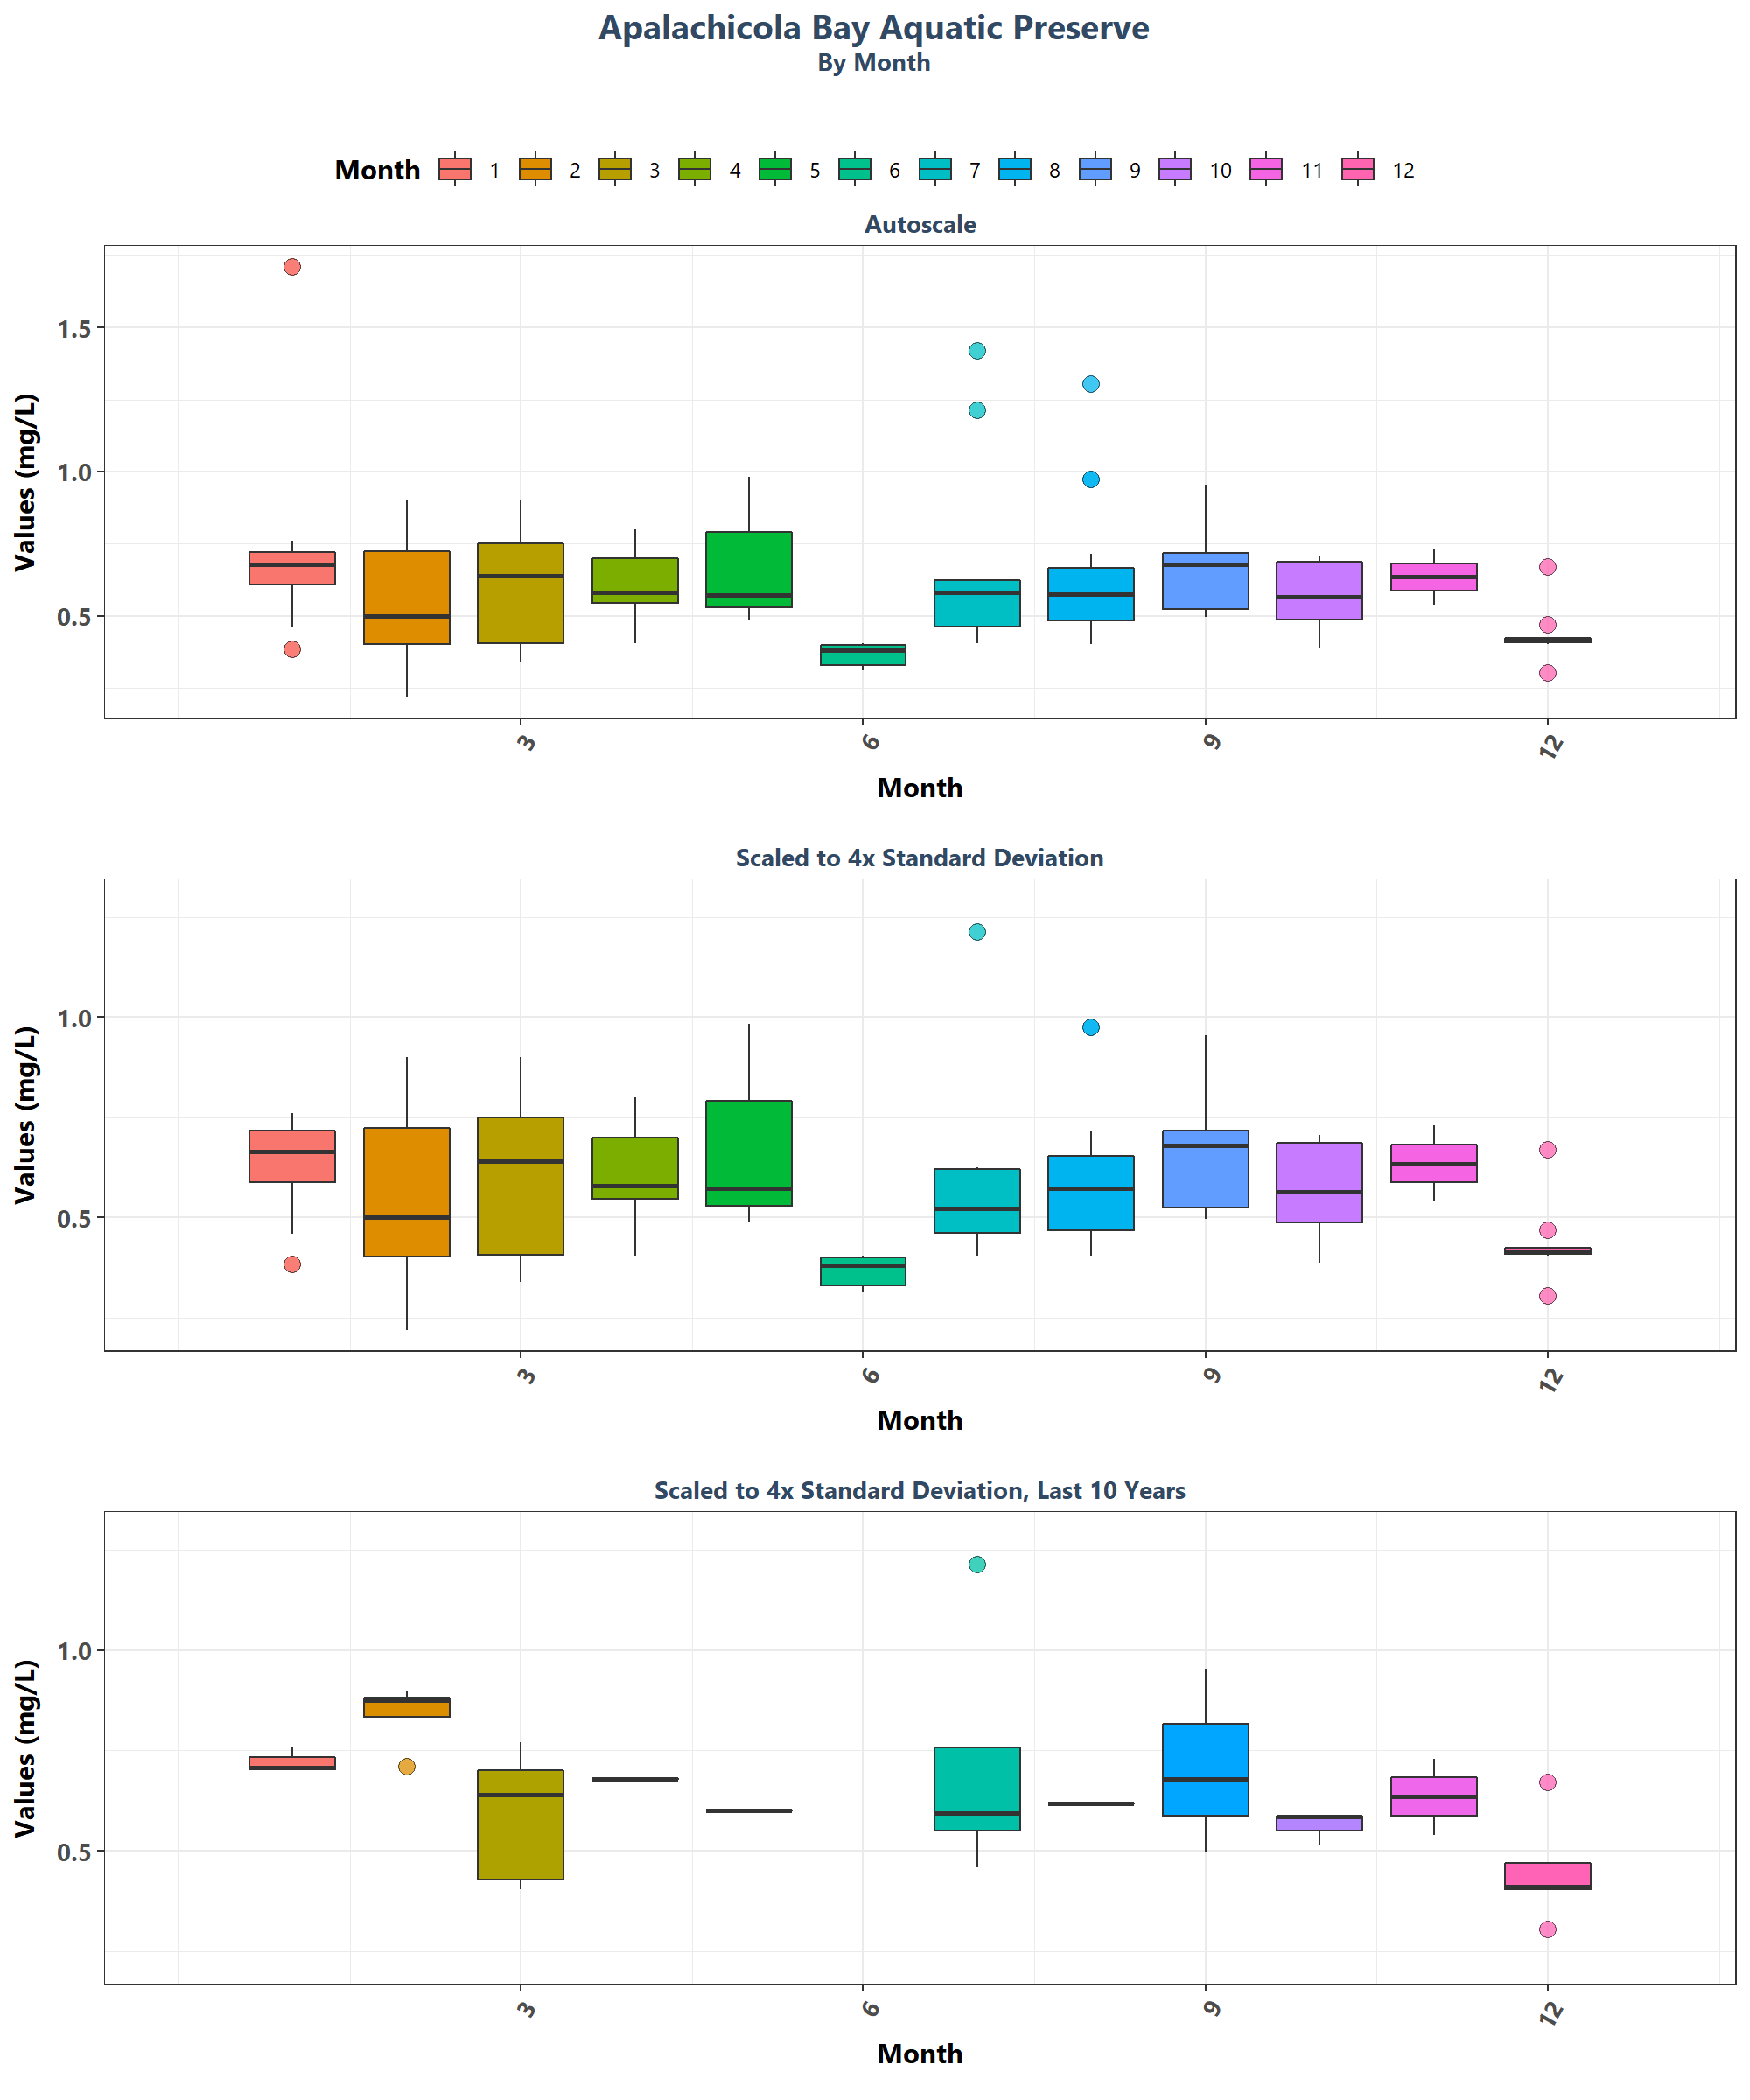 Apalachicola Bay Aquatic Preserve
By Month
Month 1 2 3 4 5 6 7 8 9 10 11 12
Autoscale
Values (mg/L)
1.5
1.0
0.5
3 6 9 12
Month
Scaled to 4x Standard Deviation
Values (mg/L)
1.0
0.5
3 6 9 12
Month
Scaled to 4x Standard Deviation, Last 10 Years
Values (mg/L)
1.0
0.5
3 6 9 12
Month